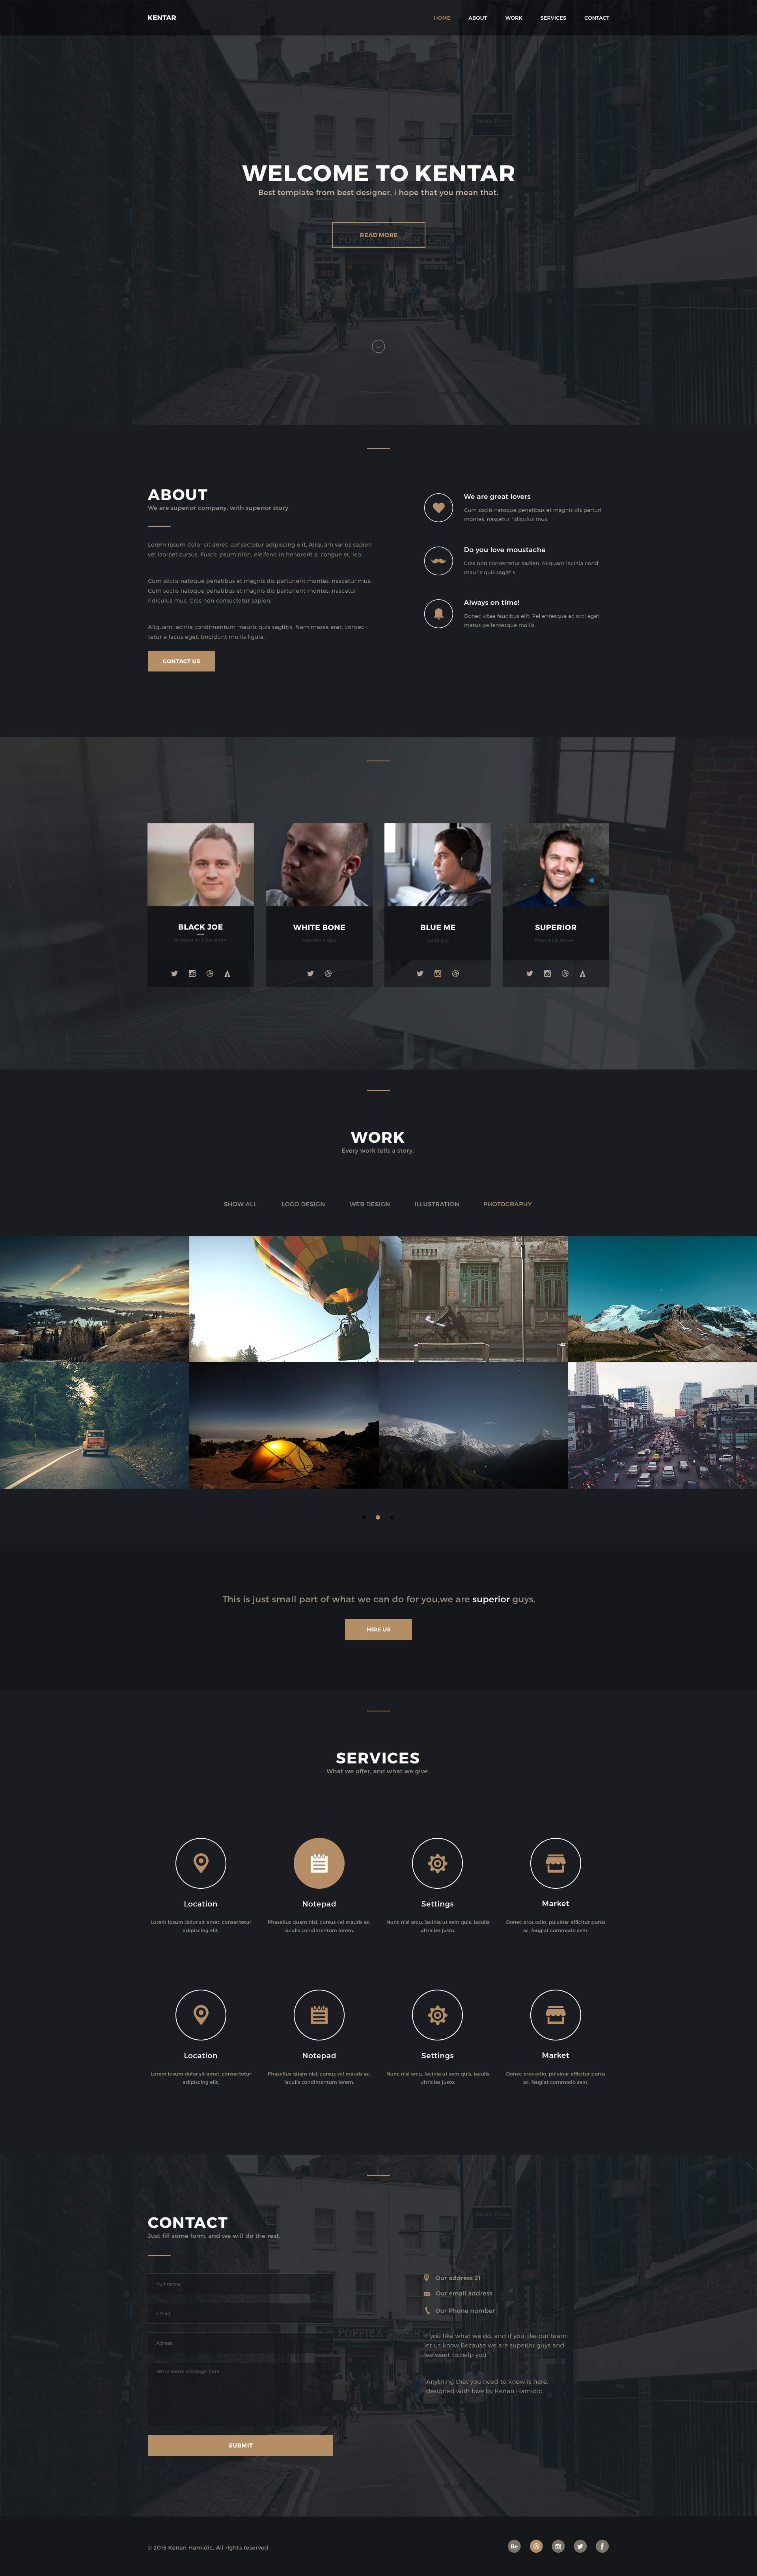 KENTAR
HOME ABOUT WORK SERVICES CONTACT
WELCOME TO KENTAR
Best template from best designer, i hope that you mean that.
READ MORE
ABOUT
We are superior company, with superior story
Lorem ipsum dolor sit amet, consectetur adipiscing elit. Aliquam varius sapien
vel laoreet cursus. Fusce ipsum nibh, eleifend in hendrerit a, congue eu leo.
Cum sociis natoque penatibus et magnis dis parturient montes, nascetur mus.
Cum sociis natoque penatibus et magnis dis parturient montes, nascetur
ridiculus mus. Cras non consectetur sapien.
Aliquam lacinia condimentum mauris quis sagittis. Nam massa erat, consec-
tetur a lacus eget, tincidunt mollis ligula.
CONTACT US
We are great lovers
Cum sociis natoque penatibus et magnis dis parturi
montes, nascetur ridiculus mus.
Do you love moustache
Cras non consectetur sapien. Aliquam lacinia condi
mauris quis sagittis.
Always on time!
Donec vitae faucibus elit. Pellentesque ac orci eget
metus pellentesque mollis.
BLACK JOE
Designer and Developer
WHITE BONE
Founder & CEO
BLUE ME
Good guy
SUPERIOR
WORK
Every work tells a story.
SHOW ALL LOGO DESIGN WEB DESIGN ILLUSTRATION PHOTOGRAPHY
This is just small part of what we can do for you,we are superior guys.
HIRE US
SERVICES
What we offer, and what we give.
Location
Lorem ipsum dolor sit amet, consectetur
adipiscing elit.
Notepad
Phasellus quam nisl, cursus vel mauris ac,
iaculis condimentum lorem.
Settings
Nunc nisl arcu, lacinia ut sem quis, iaculis
ultricies justo.
Market
Donec eros odio, pulvinar efficitur purus
ac, feugiat commodo sem.
Location
Lorem ipsum dolor sit amet, consectetur
adipiscing elit.
Notepad
Phasellus quam nisl, cursus vel mauris ac,
iaculis condimentum lorem.
Settings
Nunc nisl arcu, lacinia ut sem quis, iaculis
ultricies justo.
Market
Donec eros odio, pulvinar efficitur purus
ac, feugiat commodo sem.
CONTACT
Just fill some form, and we will do the rest.
Full name
Email
Adress
Write some message here...
SUBMIT
Our address 21
Our email address
Our Phone number
If you like what we do, and if you like our team,
let us know.Because we are superior guys and
we want to help you
Anything that you need to know is here,
designed with love by Kenan Hamidic.
© 2015 Kenan Hamidic, All rights reserved
Bē